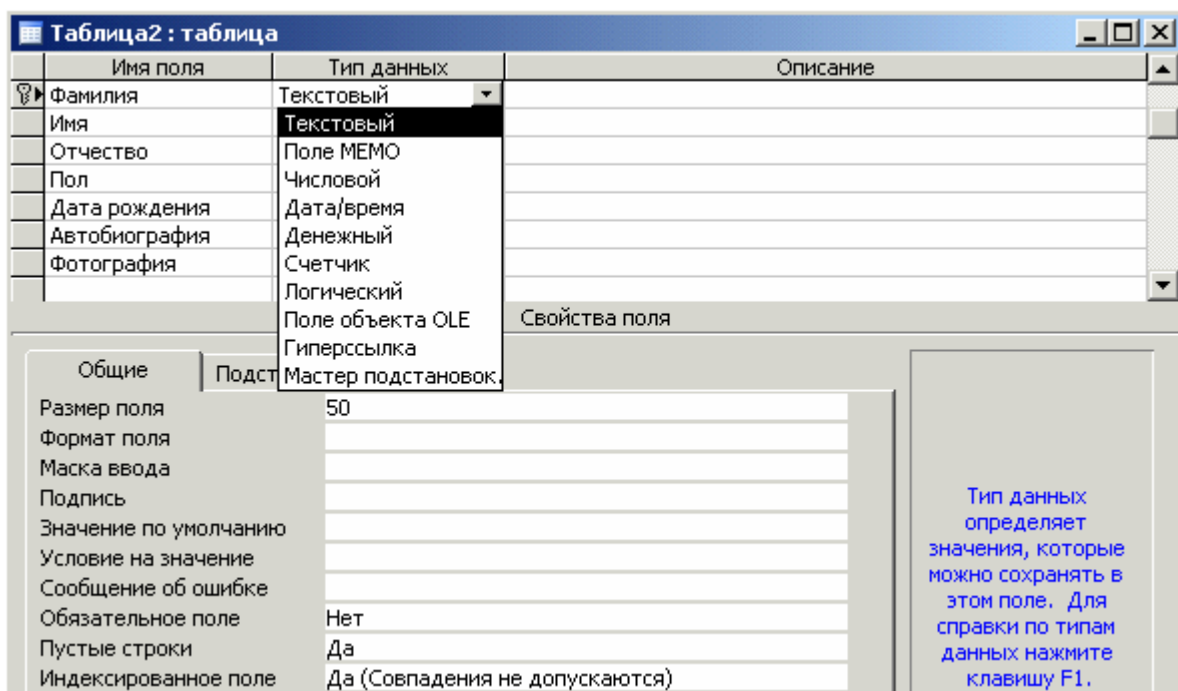 Таблица2 : таблица
Имя поля Тип данных Описание
Фамилия Текстовый
Имя Текстовый
Отчество Поле МЕМО
Пол Числовой
Дата рождения Дата/время
Автобиография Денежный
Фотография Счетчик
Логический
Поле объекта OLE Свойства поля
Гиперссылка
Общие Подст Мастер подстановок.
Размер поля 50
Формат поля
Маска ввода
Подпись
Значение по умолчанию
Условие на значение
Сообщение об ошибке
Обязательное поле Нет
Пустые строки Да
Индексированное поле Да (Совпадения не допускаются)
Тип данных
определяет
значения, которые
можно сохранять в
этом поле. Для
справки по типам
данных нажмите
клавишу F1.